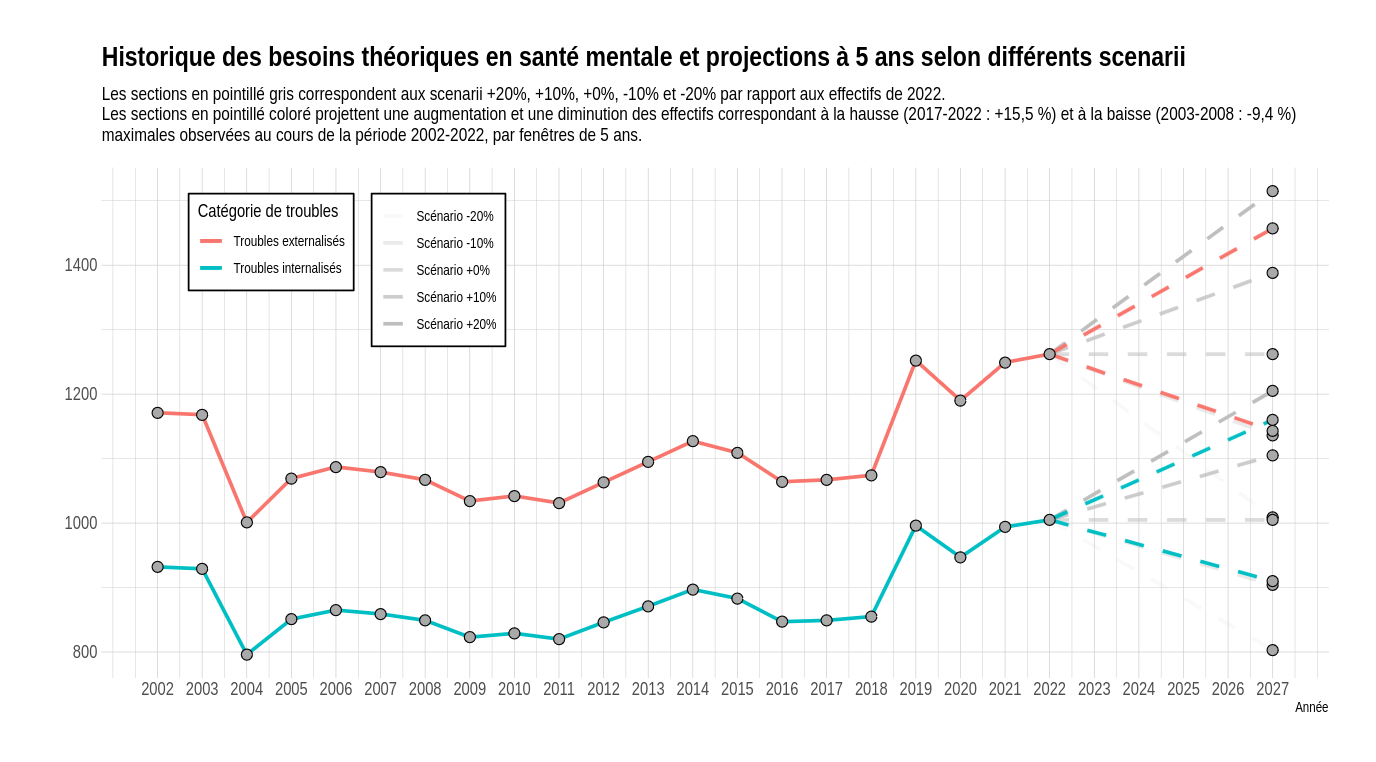 Historique des besoins théoriques en santé mentale et projections à 5 ans selon différents scenarii
Les sections en pointillé gris correspondent aux scenarii +20%, +10%, +0%, -10% et -20% par rapport aux effectifs de 2022.
Les sections en pointillé coloré projettent une augmentation et une diminution des effectifs correspondant à la hausse (2017-2022 : +15,5 %) et à la baisse (2003-2008 : -9,4 %)
maximales observées au cours de la période 2002-2022, par fenêtres de 5 ans.
Catégorie de troubles
Troubles externalisés
Troubles internalisés
Scénario -20%
Scénario -10%
Scénario +0%
Scénario +10%
Scénario +20%
1400
1200
1000
800
2002 2003 2004 2005 2006 2007 2008 2009 2010 2011 2012 2013 2014 2015 2016 2017 2018 2019 2020 2021 2022 2023 2024 2025 2026 2027
Année